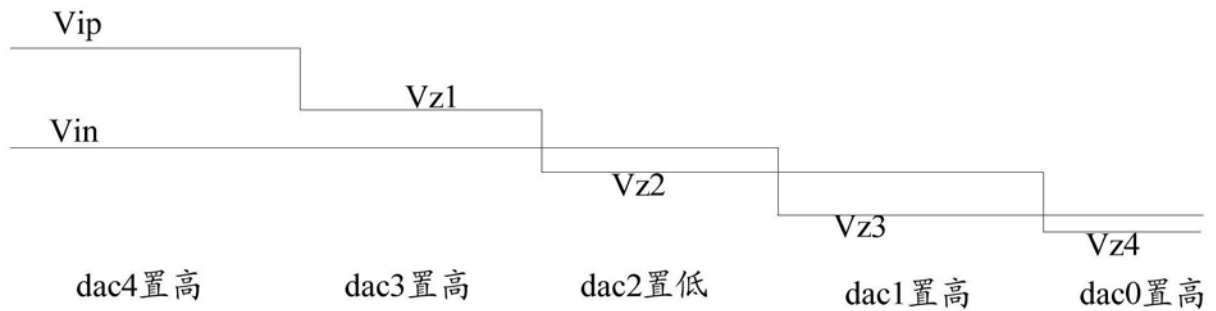 Vip
Vz1
Vin
Vz2
Vz3
Vz4
dac4置高
dac3置高
dac2置低
dac1置高
dac0置高